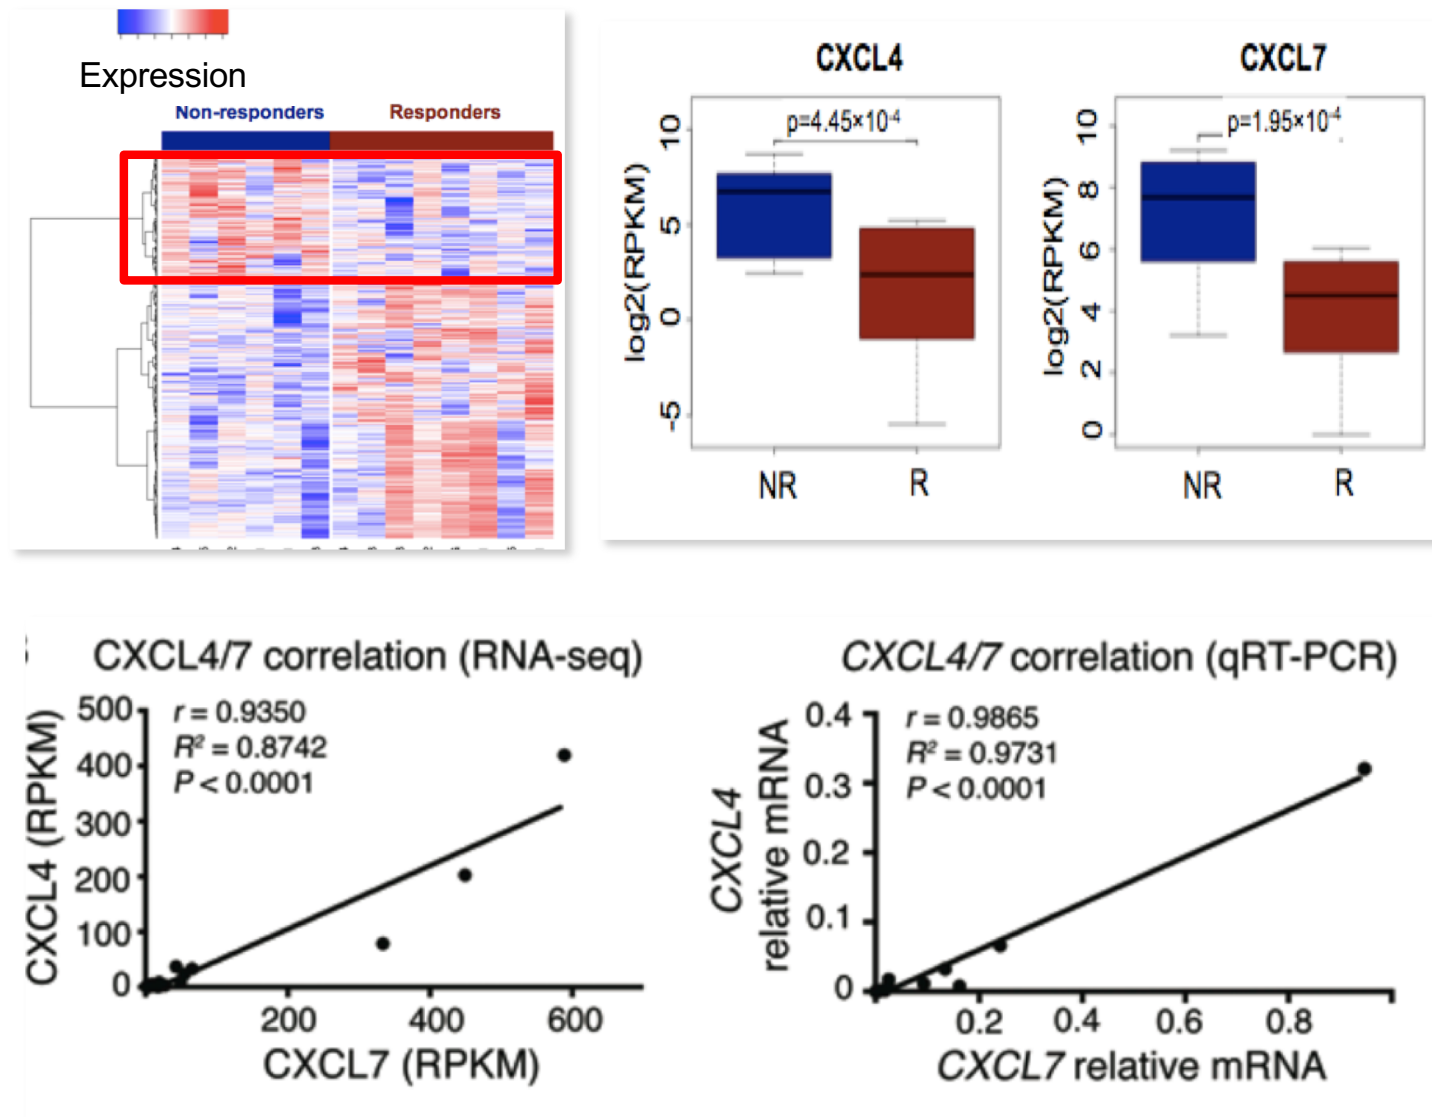 Expression
Non-responders
Responders
CXCL4
p=4.45×10⁻⁴
log2(RPKM)
10
5
0
-5
NR
R
CXCL7
p=1.95×10⁻⁴
log2(RPKM)
10
8
6
4
2
0
NR
R
CXCL4/7 correlation (RNA-seq)
r = 0.9350
R² = 0.8742
P < 0.0001
CXCL4 (RPKM)
500
400
300
200
100
0
200 400 600
CXCL7 (RPKM)
CXCL4/7 correlation (qRT-PCR)
r = 0.9865
R² = 0.9731
P < 0.0001
CXCL4
relative mRNA
0.4
0.3
0.2
0.1
0
0.2 0.4 0.6 0.8
CXCL7 relative mRNA